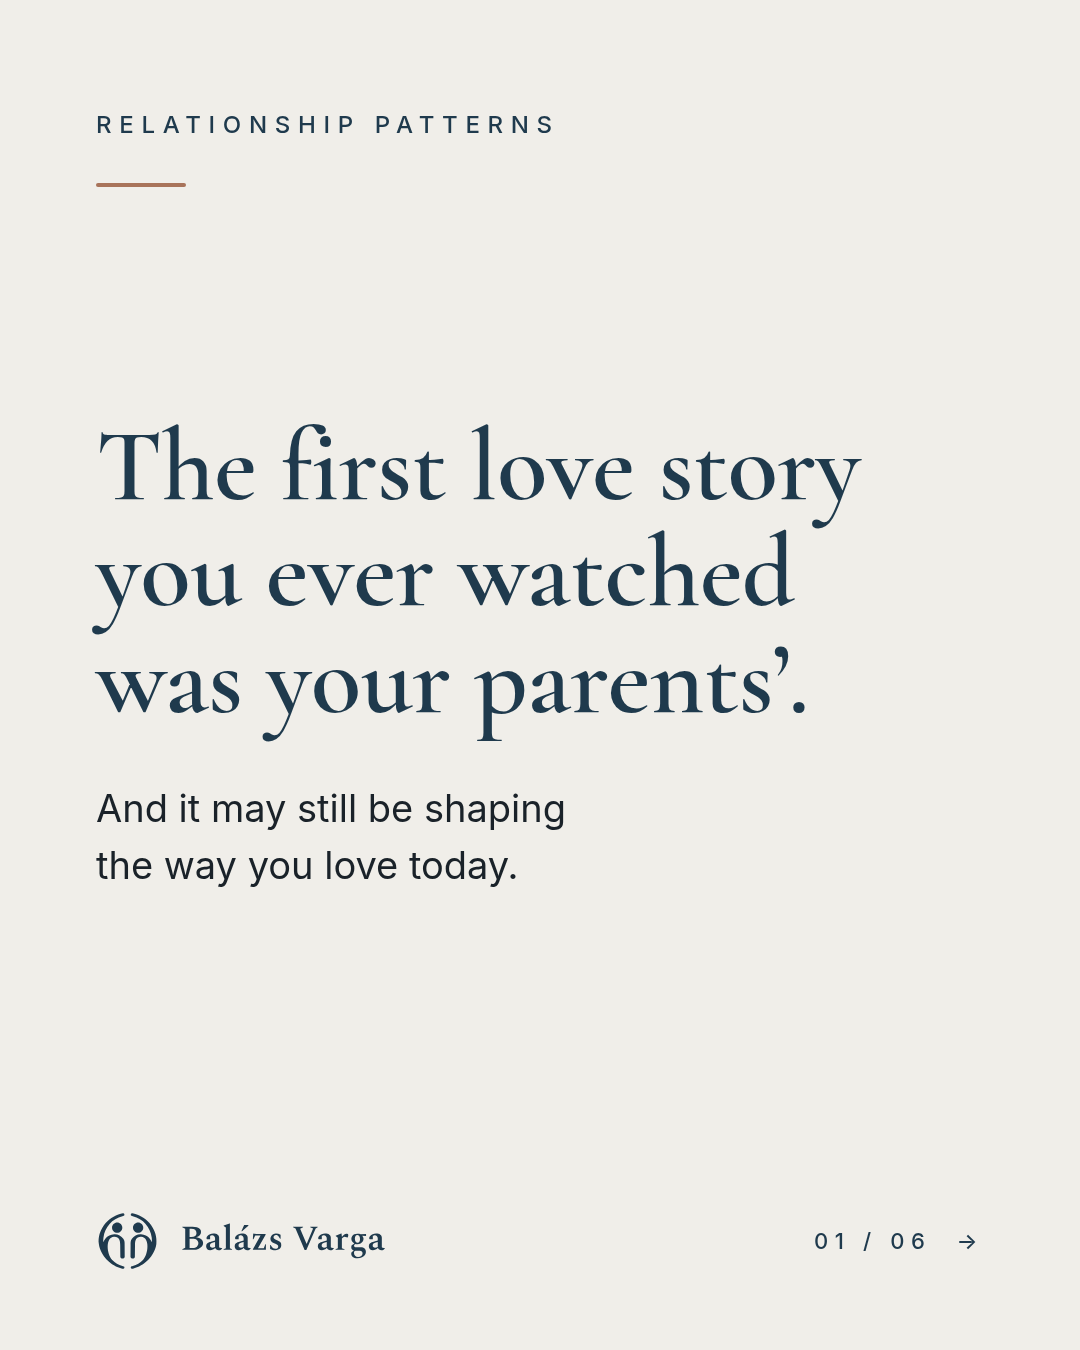 RELATIONSHIP PATTERNS
The first love story
you ever watched
was your parents’.
And it may still be shaping
the way you love today.
Balázs Varga
01 / 06 →